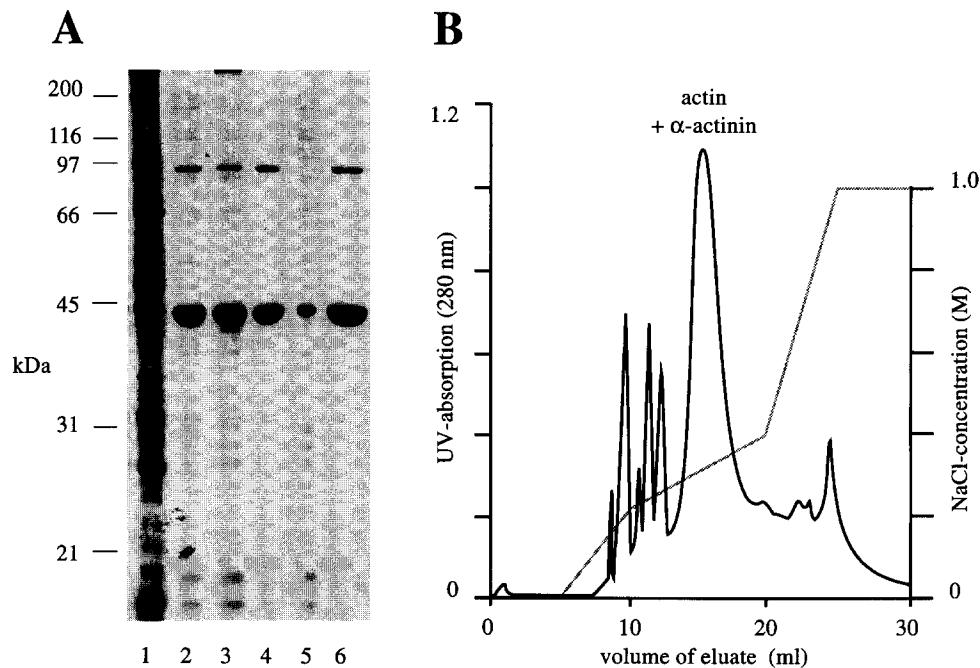 A
200
116
97
66
45
kDa
31
21
1 2 3 4 5 6
B
actin
+ α-actinin
1.2
1.0
UV-absorption (280 nm)
NaCl-concentration (M)
0
0
0 10 20 30
volume of eluate (ml)